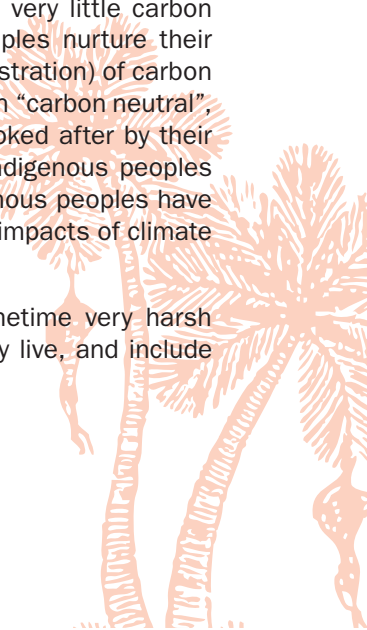 very little carbon
ples nurture their
stration) of carbon
n “carbon neutral”,
oked after by their
digenous peoples
nous peoples have
impacts of climate
netime very harsh
y live, and include